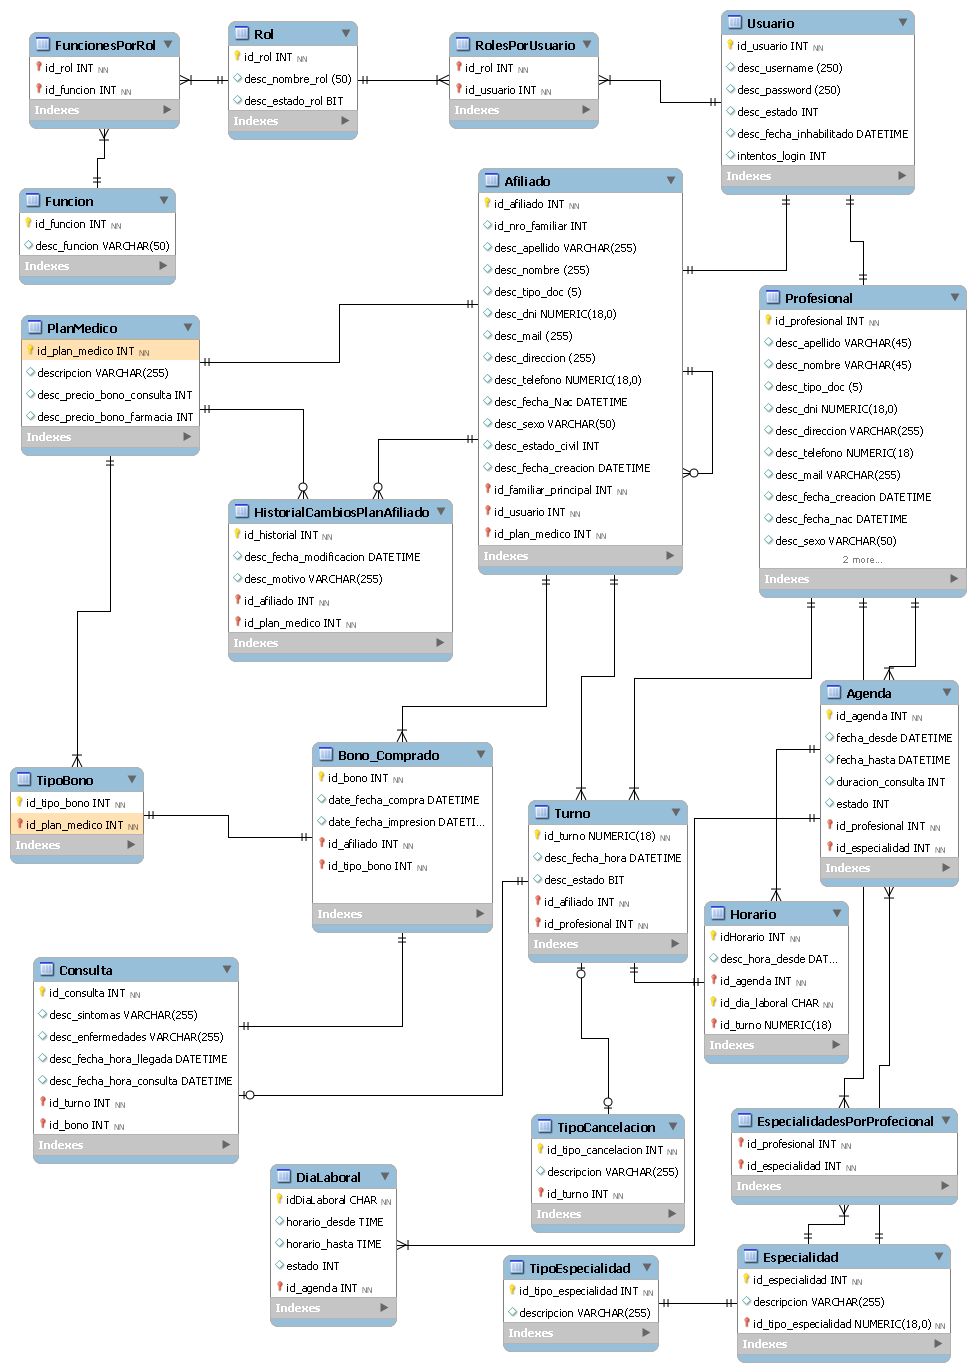 FuncionesPorRol
id_rol INT NN
id_funcion INT NN
Indexes
Rol
id_rol INT NN
desc_nombre_rol (50)
desc_estado_rol BIT
Indexes
RolesPorUsuario
id_rol INT NN
id_usuario INT NN
Indexes
Usuario
id_usuario INT NN
desc_username (250)
desc_password (250)
desc_estado INT
desc_fecha_inhabilitado DATETIME
intentos_login INT
Indexes
Funcion
id_funcion INT NN
desc_funcion VARCHAR(50)
Indexes
Afiliado
id_afiliado INT NN
id_nro_familiar INT
desc_apellido VARCHAR(255)
desc_nombre (255)
desc_tipo_doc (5)
desc_dni NUMERIC(18,0)
desc_mail (255)
desc_direccion (255)
desc_telefono NUMERIC(18,0)
desc_fecha_Nac DATETIME
desc_sexo VARCHAR(50)
desc_estado_civil INT
desc_fecha_creacion DATETIME
id_familiar_principal INT NN
id_usuario INT NN
id_plan_medico INT NN
Indexes
Profesional
id_profesional INT NN
desc_apellido VARCHAR(45)
desc_nombre VARCHAR(45)
desc_tipo_doc (5)
desc_dni NUMERIC(18,0)
desc_direccion VARCHAR(255)
desc_telefono NUMERIC(18)
desc_mail VARCHAR(255)
desc_fecha_creacion DATETIME
desc_fecha_nac DATETIME
desc_sexo VARCHAR(50)
2 more...
Indexes
PlanMedico
id_plan_medico INT NN
descripcion VARCHAR(255)
desc_precio_bono_consulta INT
desc_precio_bono_farmacia INT
Indexes
HistorialCambiosPlanAfiliado
id_historial INT NN
desc_fecha_modificacion DATETIME
desc_motivo VARCHAR(255)
id_afiliado INT NN
id_plan_medico INT NN
Indexes
Agenda
id_agenda INT NN
fecha_desde DATETIME
fecha_hasta DATETIME
duracion_consulta INT
estado INT
id_profesional INT NN
id_especialidad INT NN
Indexes
TipoBono
id_tipo_bono INT NN
id_plan_medico INT NN
Indexes
Bono_Comprado
id_bono INT NN
date_fecha_compra DATETIME
date_fecha_impresion DATETI...
id_afiliado INT NN
id_tipo_bono INT NN
Indexes
Turno
id_turno NUMERIC(18) NN
desc_fecha_hora DATETIME
desc_estado BIT
id_afiliado INT NN
id_profesional INT NN
Indexes
Horario
idHorario INT NN
desc_hora_desde DAT...
id_agenda INT NN
id_dia_laboral CHAR NN
id_turno NUMERIC(18)
Indexes
Consulta
id_consulta INT NN
desc_sintomas VARCHAR(255)
desc_enfermedades VARCHAR(255)
desc_fecha_hora_llegada DATETIME
desc_fecha_hora_consulta DATETIME
id_turno INT NN
id_bono INT NN
Indexes
TipoCancelacion
id_tipo_cancelacion INT NN
descripcion VARCHAR(255)
id_turno INT NN
Indexes
EspecialidadesPorProfecional
id_profesional INT NN
id_especialidad INT NN
Indexes
DiaLaboral
idDiaLaboral CHAR NN
horario_desde TIME
horario_hasta TIME
estado INT
id_agenda INT NN
Indexes
TipoEspecialidad
id_tipo_especialidad INT NN
descripcion VARCHAR(255)
Indexes
Especialidad
id_especialidad INT NN
descripcion VARCHAR(255)
id_tipo_especialidad NUMERIC(18,0) NN
Indexes